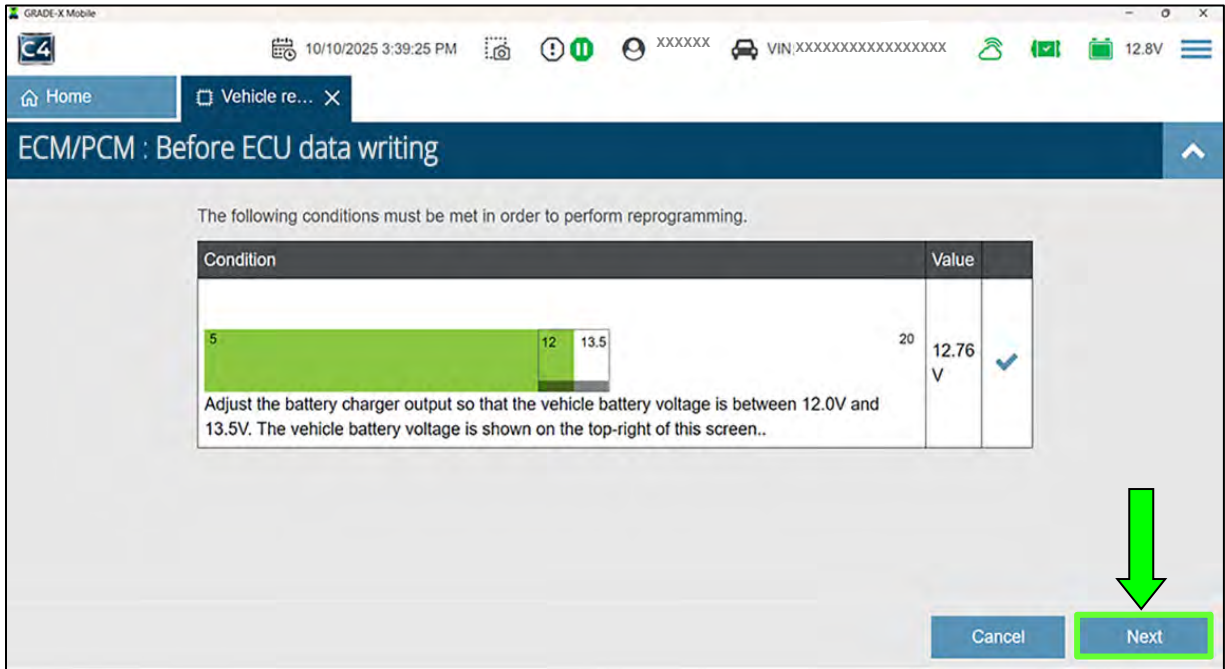 GRADE-X Mobile
C4 10/10/2025 3:39:25 PM XXXXXX VIN:XXXXXXXXXXXXXXXXX 12.8V
Home Vehicle re...
ECM/PCM : Before ECU data writing
The following conditions must be met in order to perform reprogramming.
Condition Value
5 12 13.5 20
12.76
V
Adjust the battery charger output so that the vehicle battery voltage is between 12.0V and
13.5V. The vehicle battery voltage is shown on the top-right of this screen..
Cancel Next